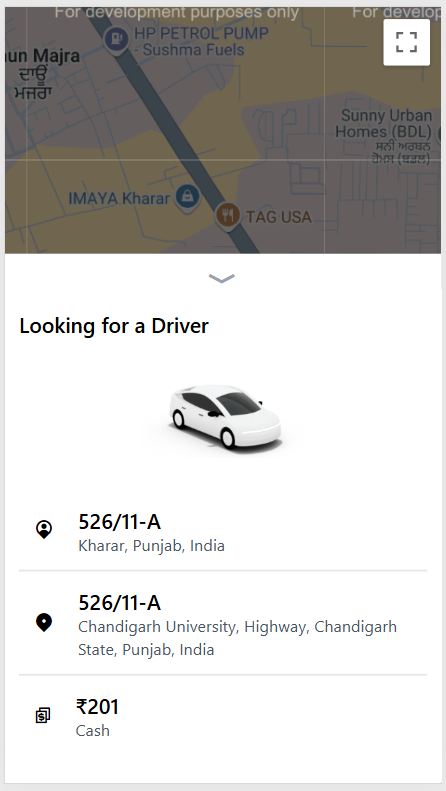 For development purposes only
For develop
HP PETROL PUMP
- Sushma Fuels
un Majra
ਦਾਊਂ
ਮਜਰਾ
Sunny Urban
Homes (BDL)
ਸਨੀ ਅਰਬਨ
ਹੋਮਸ (ਬਡਲ)
IMAYA Kharar
TAG USA
Looking for a Driver
526/11-A
Kharar, Punjab, India
526/11-A
Chandigarh University, Highway, Chandigarh
State, Punjab, India
₹201
Cash